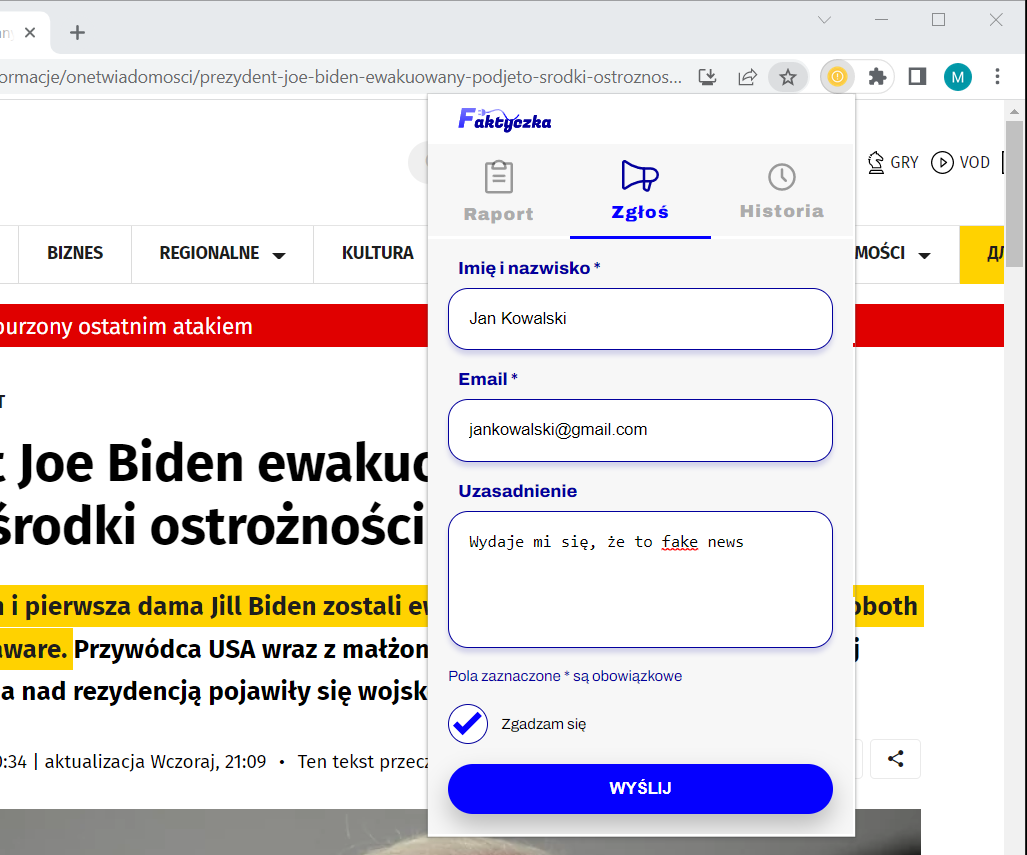 ormacje/onetwiadomosci/prezydent-joe-biden-ewakuowany-podjeto-srodki-ostroznos...
M
Faktyczka
GRY
VOD
Raport
Zgłoś
Historia
BIZNES
REGIONALNE
KULTURA
MOŚCI
Imię i nazwisko *
Jan Kowalski
burzony ostatnim atakiem
Email *
jankowalski@gmail.com
T
t Joe Biden ewakuo
środki ostrożności
Uzasadnienie
Wydaje mi się, że to fake news
n i pierwsza dama Jill Biden zostali ew
oboth
aware. Przywódca USA wraz z małżon
j
a nad rezydencją pojawiły się wojsk
Pola zaznaczone * są obowiązkowe
Zgadzam się
0:34 | aktualizacja Wczoraj, 21:09 • Ten tekst przecz
WYŚLIJ